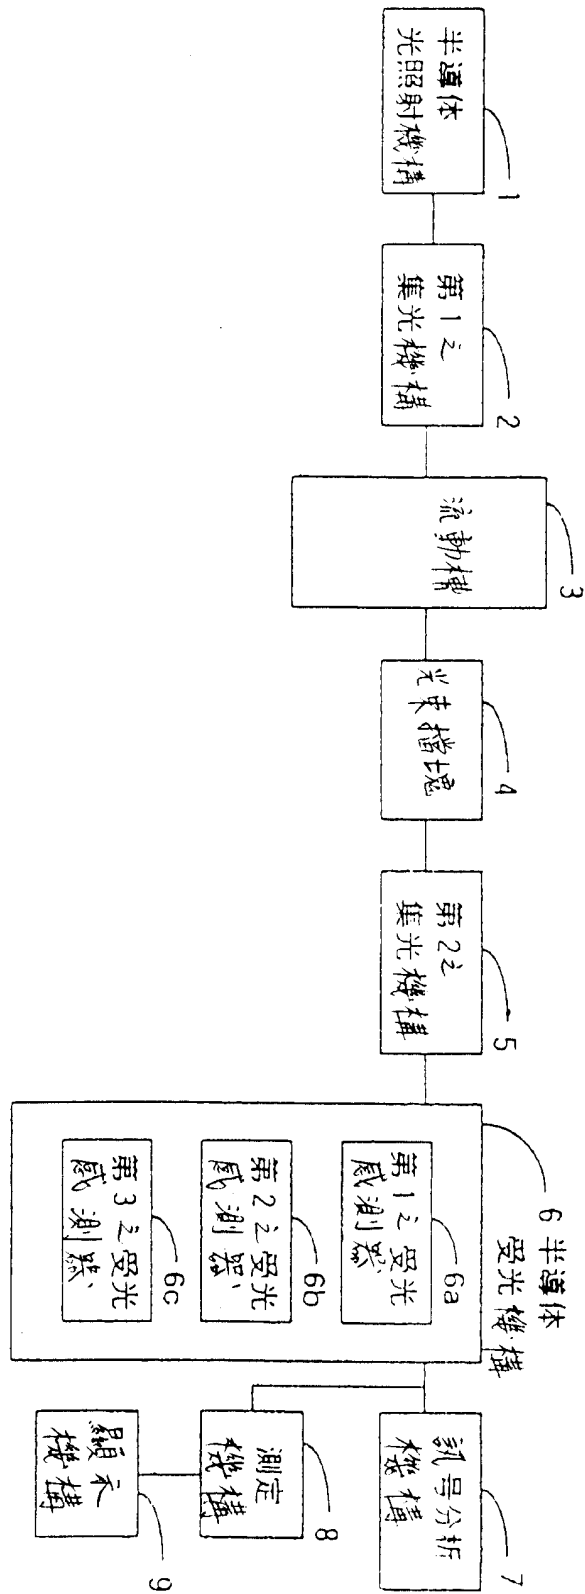 半導体
光照射機構
1
第1之
集光機構
2
流動構
3
光束擋塊
4
第2之
集光機構
5
6 半導体
受光機構
第1之受光
感測器
6a
第2之受光
感測器
6b
第3之受光
感測器
6c
訊号分析
機構
7
測定
機構
8
顯示
機構
9